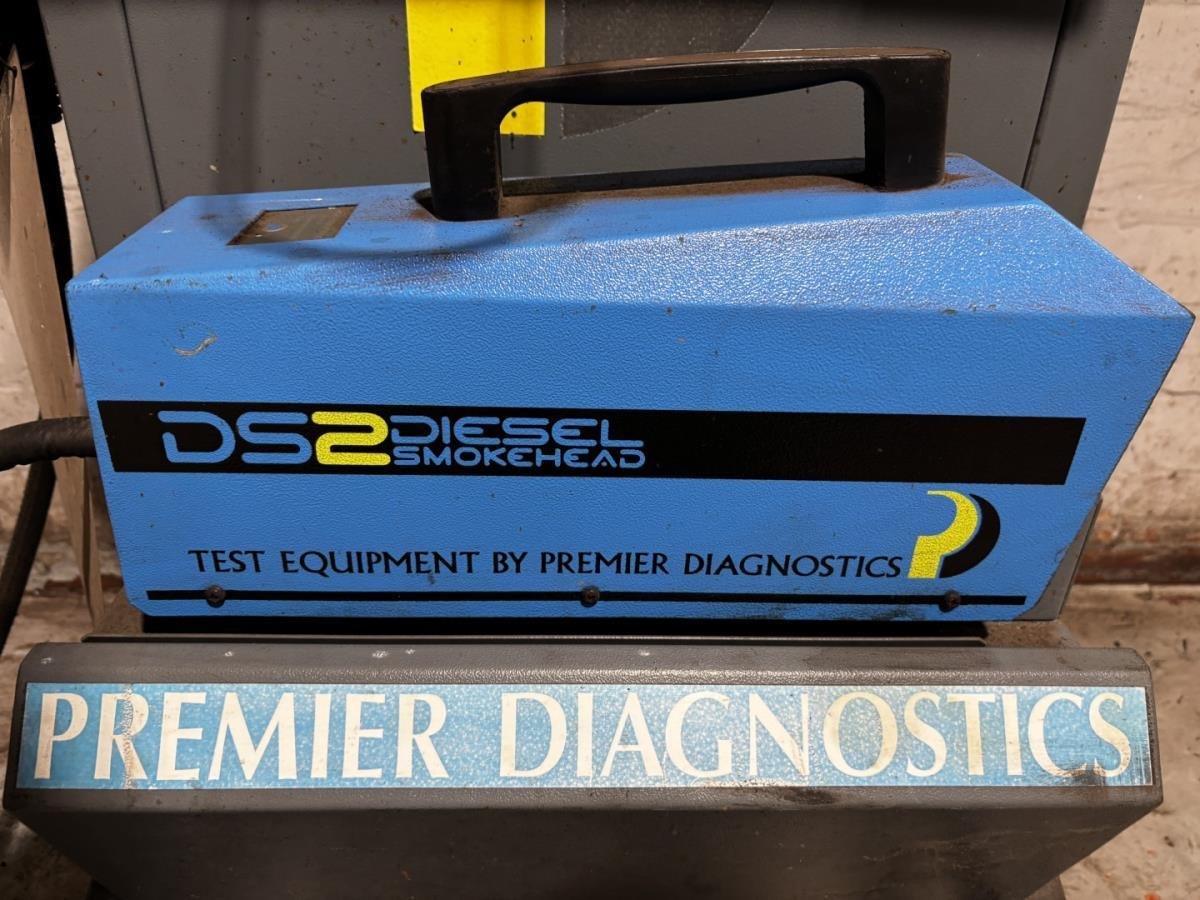 DS2 DIESEL
SMOKEHEAD
TEST EQUIPMENT BY PREMIER DIAGNOSTICS
PREMIER DIAGNOSTICS